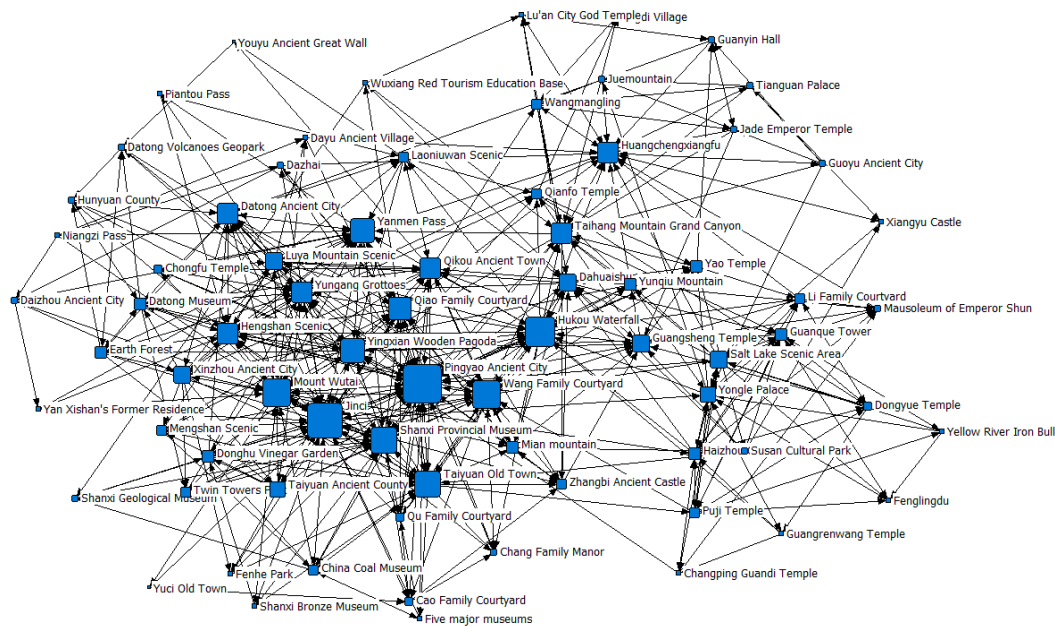 Lu'an City God Temple
di Village
Guanyin Hall
Youyu Ancient Great Wall
Wuxiang Red Tourism Education Base
Juemountain
Tianguan Palace
Piantou Pass
Wangmangling
Dayu Ancient Village
Jade Emperor Temple
Datong Volcanoes Geopark
Laoniuwan Scenic
Huangchengxiangfu
Dazhai
Guoyu Ancient City
Hunyuan County
Qianfo Temple
Datong Ancient City
Yanmen Pass
Taihang Mountain Grand Canyon
Xiangyu Castle
Niangzi Pass
Luya Mountain Scenic
Qikou Ancient Town
Yao Temple
Chongfu Temple
Yungang Grottoes
Dahuaishu
Yunqiu Mountain
Daizhou Ancient City
Datong Museum
Qiao Family Courtyard
Li Family Courtyard
Mausoleum of Emperor Shun
Hengshan Scenic
Hukou Waterfall
Guangsheng Temple
Guanque Tower
Earth Forest
Yingxian Wooden Pagoda
Salt Lake Scenic Area
Xinzhou Ancient City
Pingyao Ancient City
Mount Wutaix
Wang Family Courtyard
Yongle Palace
Yan Xishan's Former Residence
Jinci
Dongyue Temple
Mengshan Scenic
Shanxi Provincial Museum
Mian mountain
Yellow River Iron Bull
Donghu Vinegar Garden
Haizhou
Susan Cultural Park
Taiyuan Old Town
Zhangbi Ancient Castle
Shanxi Geological Museum
Twin Towers
Taiyuan Ancient County
Fenglingdu
Qu Family Courtyard
Puji Temple
Guangrenwang Temple
Chang Family Manor
Fenhe Park
China Coal Museum
Changping Guandi Temple
Yuci Old Town
Shanxi Bronze Museum
Cao Family Courtyard
Five major museums